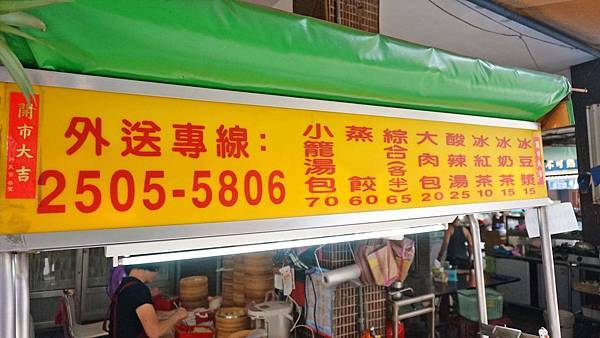 開市大吉
外送專線：
2505-5806
小籠湯包 70
蒸餃 60
綜合(各半) 65
大肉包 20
酸辣湯 25
冰紅茶 10
冰奶茶 15
冰豆漿 15